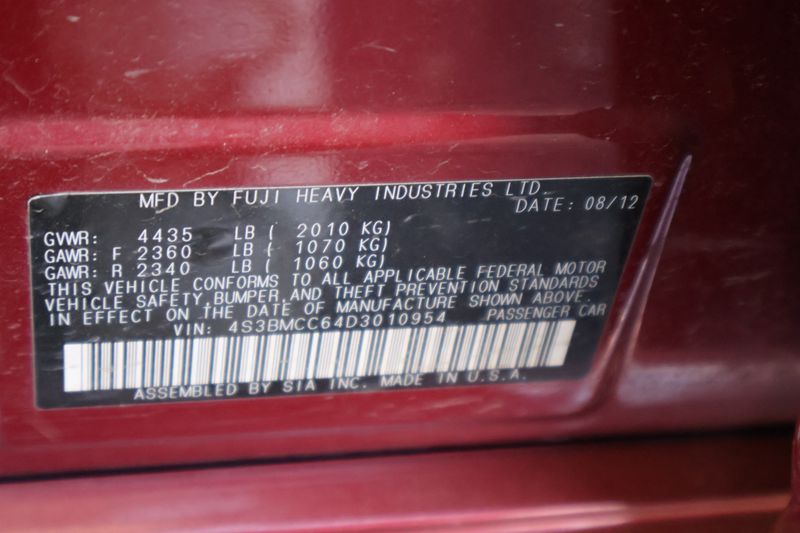 MFD BY FUJI HEAVY INDUSTRIES LTD.
DATE: 08/12
GVWR: 4435 LB ( 2010 KG)
GAWR: F 2360 LB ( 1070 KG)
GAWR: R 2340 LB ( 1060 KG)
THIS VEHICLE CONFORMS TO ALL APPLICABLE FEDERAL MOTOR
VEHICLE SAFETY,BUMPER,AND THEFT PREVENTION STANDARDS
IN EFFECT ON THE DATE OF MANUFACTURE SHOWN ABOVE.
VIN: 4S3BMCC64D3010954 PASSENGER CAR
ASSEMBLED BY SIA INC. MADE IN U.S.A.